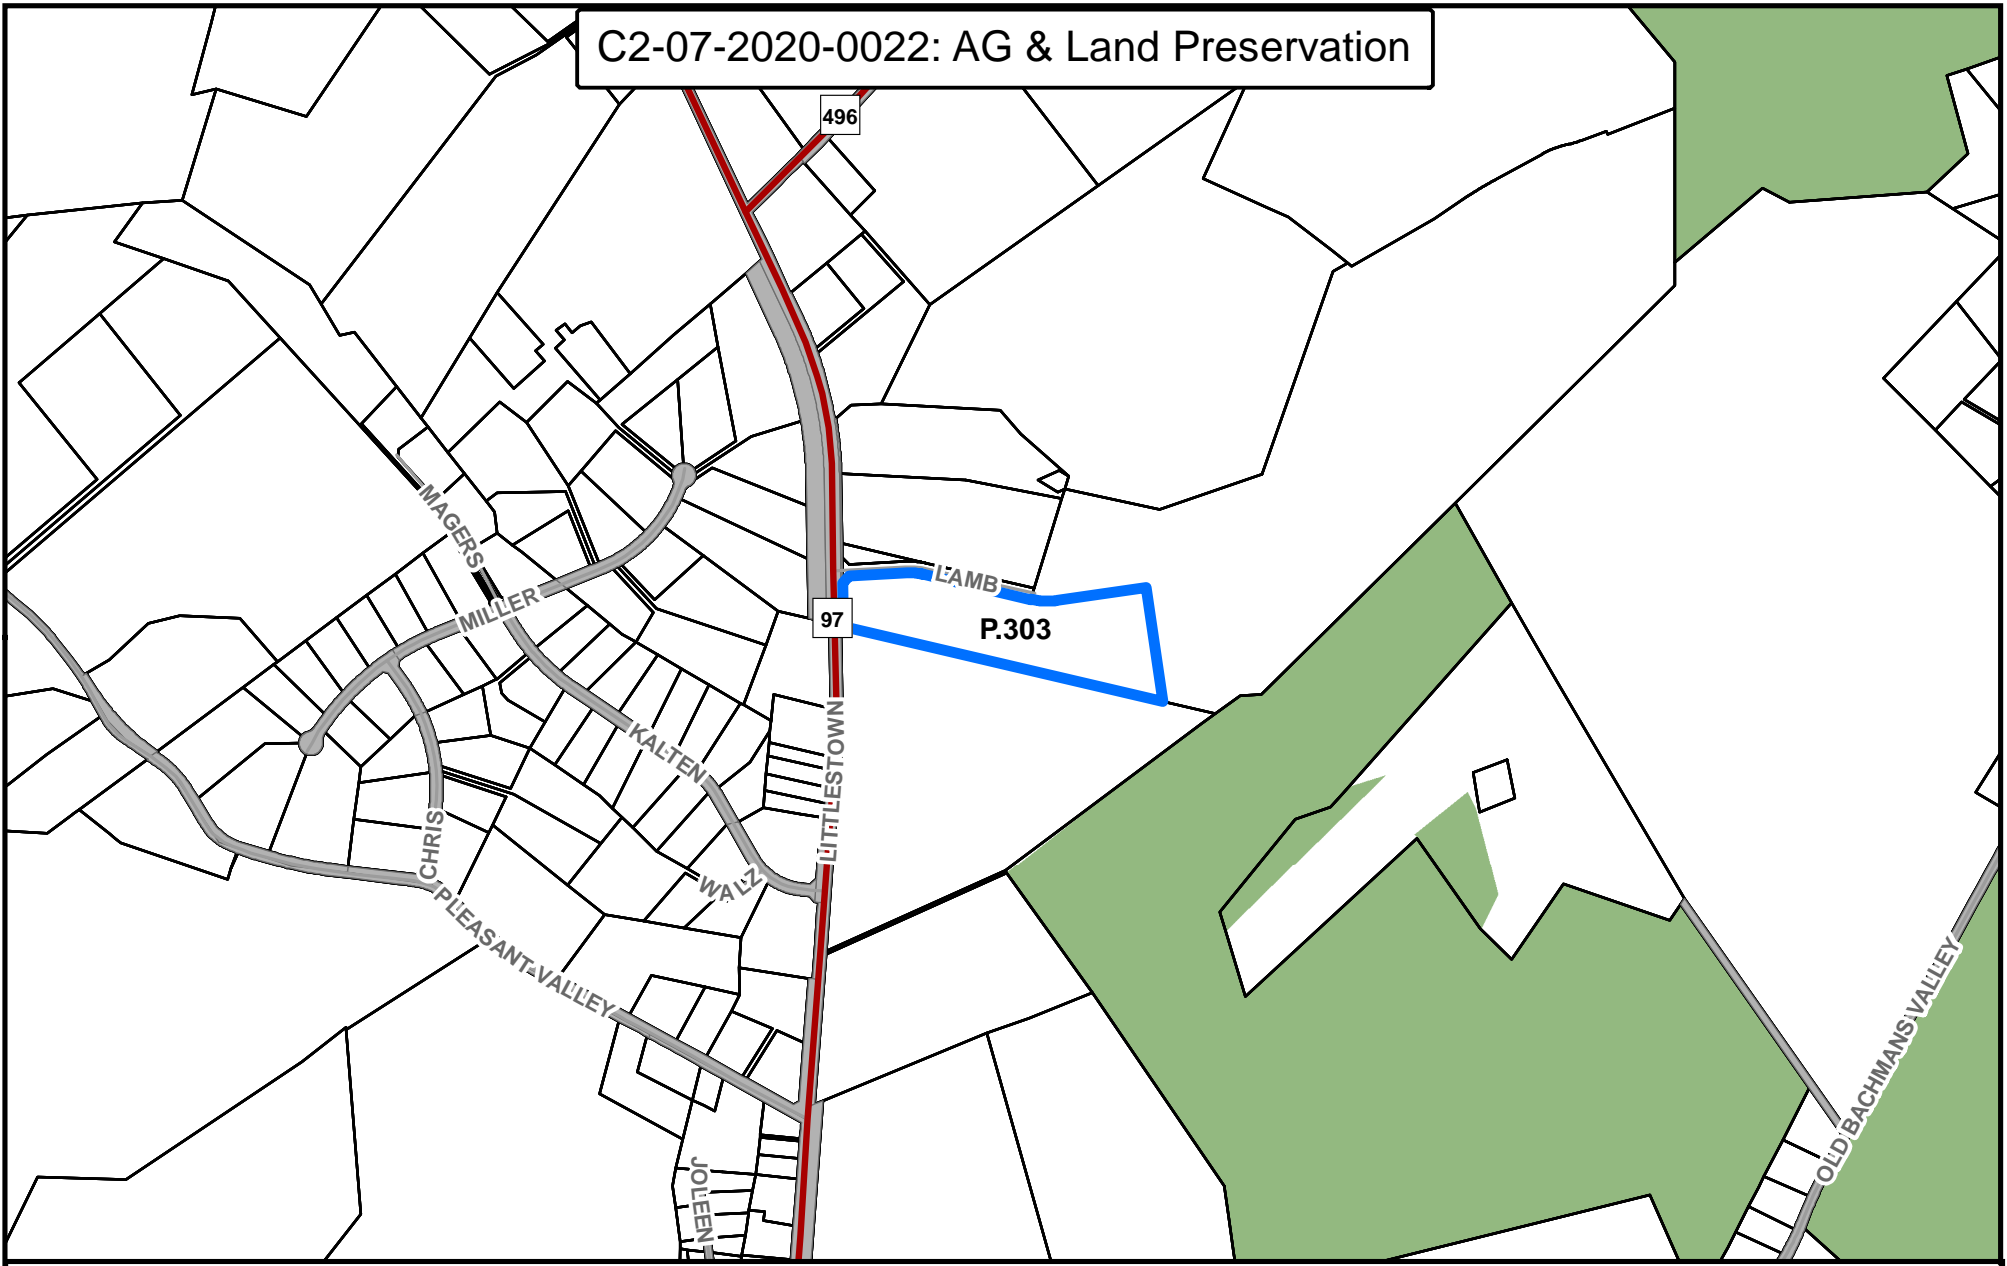 C2-07-2020-0022: AG & Land Preservation
496
MAGERS
LAMB
MILLER
97
P.303
KALTEN
LITTLESTOWN
CHRIS
WALZ
PLEASANT VALLEY
OLD BACHMANS VALLEY
JOLEEN